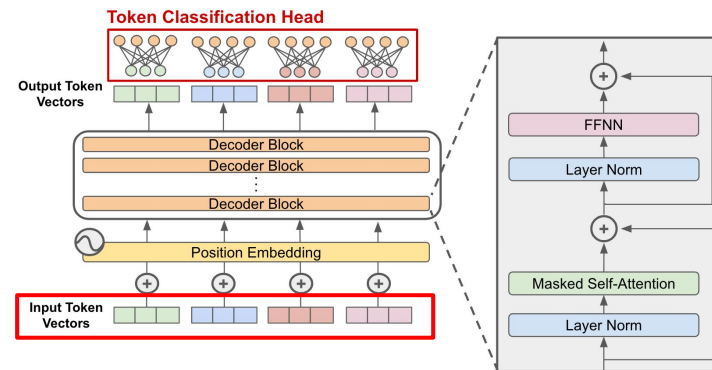 Token Classification Head
Output Token
Vectors
Decoder Block
Decoder Block
⋮
Decoder Block
Position Embedding
Input Token
Vectors
FFNN
Layer Norm
Masked Self-Attention
Layer Norm